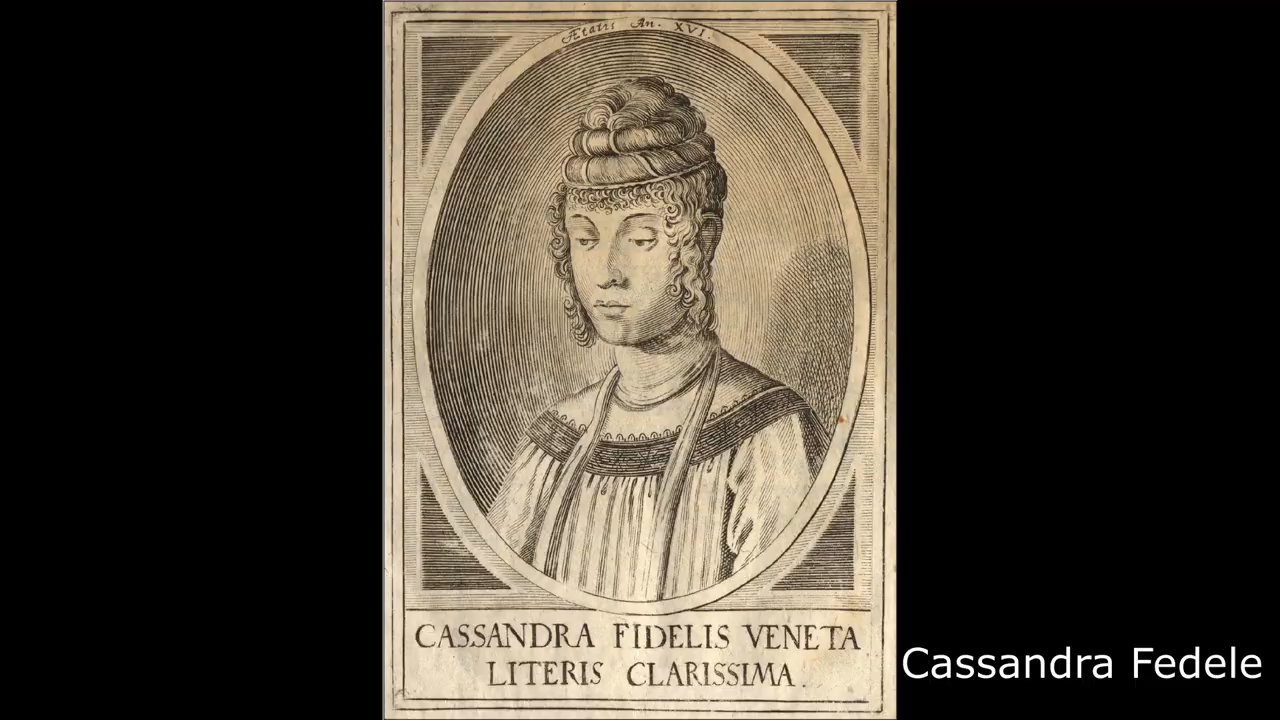 Ætatis An. XVI.
CASSANDRA FIDELIS VENETA
LITERIS CLARISSIMA.
Cassandra Fedele